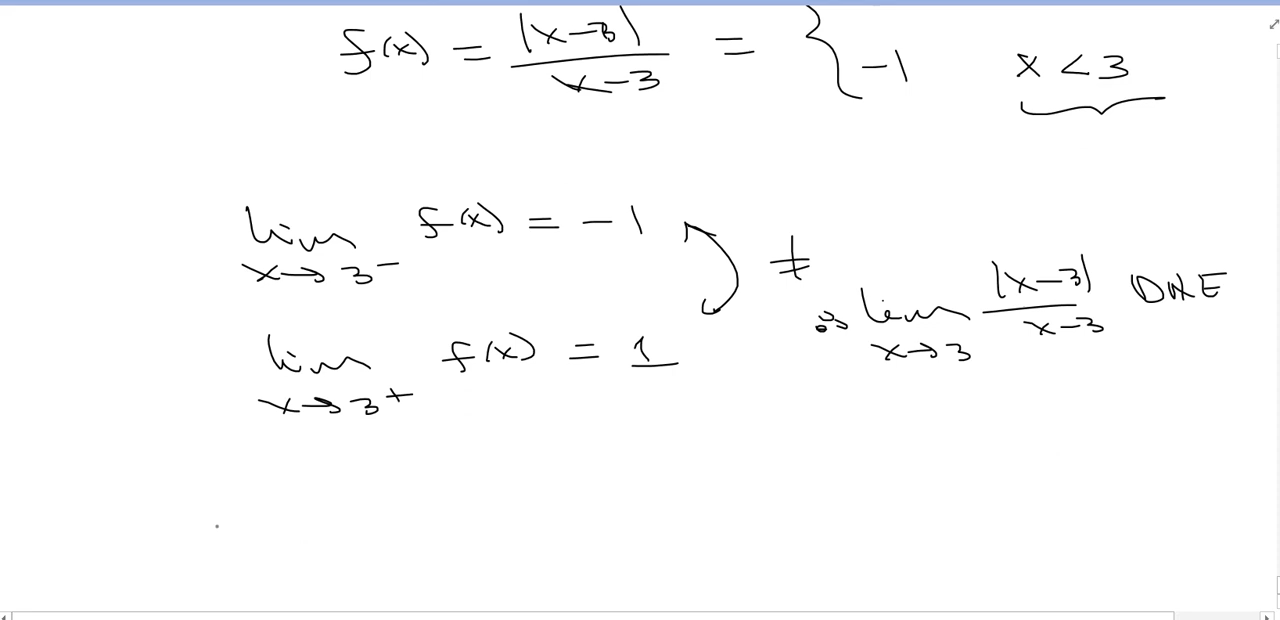 f(x) = |x-3| / x-3 = { -1 x < 3
lim x→3⁻ f(x) = -1
≠
∴ lim x→3 |x-3| / x-3 DNE
lim x→3⁺ f(x) = 1